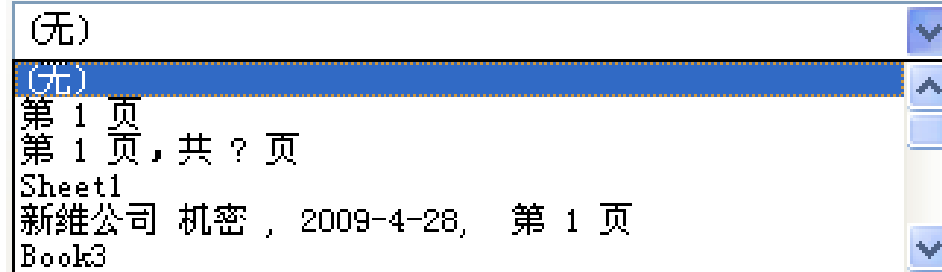 (无)
(无)
第 1 页
第 1 页，共 ? 页
Sheet1
新維公司 机密 , 2009-4-28,  第 1 页
Book3